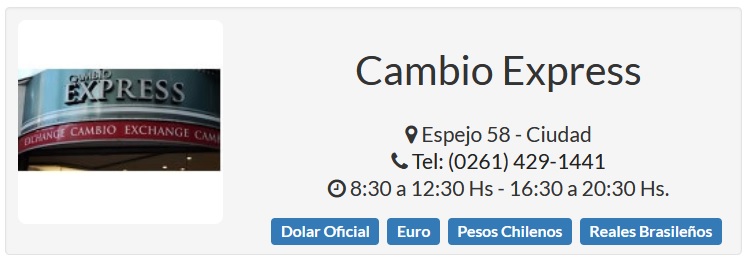 CAMBIO
EXPRESS
EXCHANGE CAMBIO EXCHANGE CAM
Cambio Express
Espejo 58 - Ciudad
Tel: (0261) 429-1441
8:30 a 12:30 Hs - 16:30 a 20:30 Hs.
Dolar Oficial Euro Pesos Chilenos Reales Brasileños